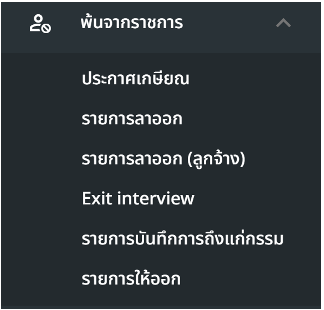 พ้นจากราชการ
ประกาศเกษียณ
รายการลาออก
รายการลาออก (ลูกจ้าง)
Exit interview
รายการบันทึกการถึงแก่กรรม
รายการให้ออก